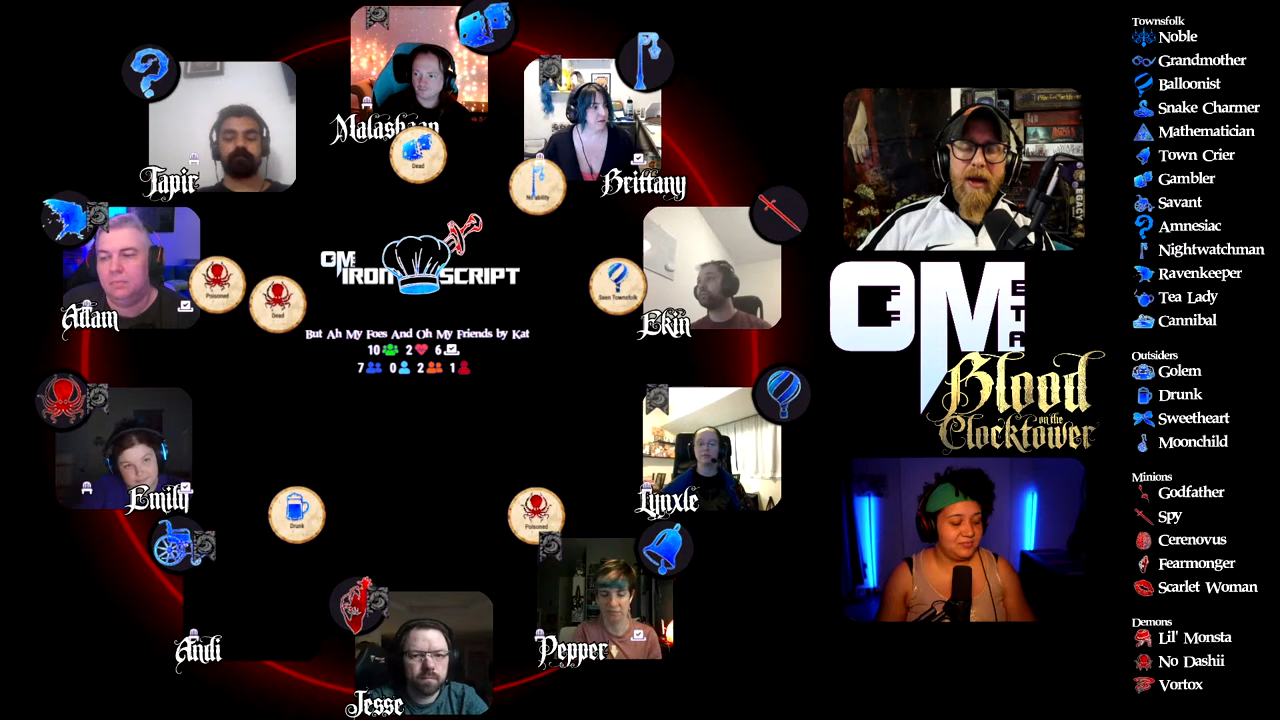 Malashaan
Dead
Brittany
No ability
Tapir
Adam
Poisoned
Dead
OM
IRON SCRIPT
But Ah My Foes And Oh My Friends by Kat
10 2 6
7 0 2 1
Seen Townsfolk
Ekin
Emily
Drunk
Poisoned
Lynxle
Andi
Jesse
Pepper
LEGACY
OM
Blood
on the
Clocktower
Townsfolk
Noble
Grandmother
Balloonist
Snake Charmer
Mathematician
Town Crier
Gambler
Savant
Amnesiac
Nightwatchman
Ravenkeeper
Tea Lady
Cannibal
Outsiders
Golem
Drunk
Sweetheart
Moonchild
Minions
Godfather
Spy
Cerenovus
Fearmonger
Scarlet Woman
Demons
Lil' Monsta
No Dashii
Vortox